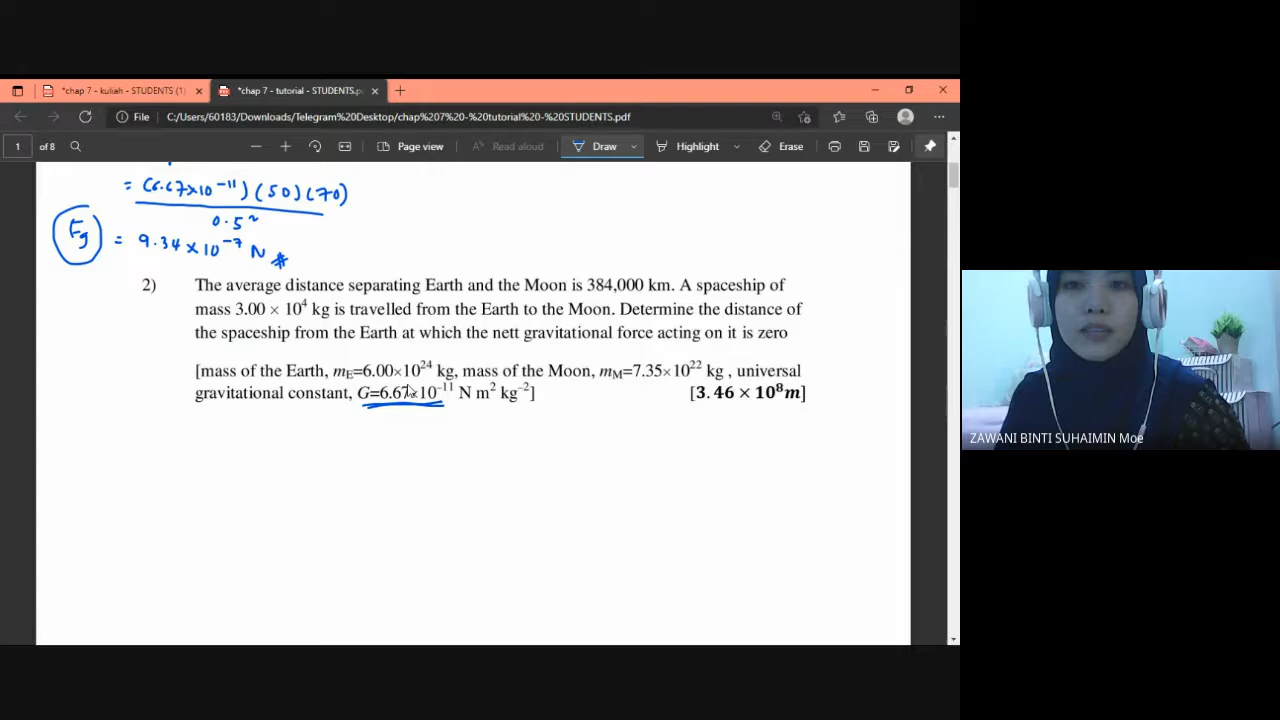 *chap 7 - kuliah - STUDENTS (1)
*chap 7 - tutorial - STUDENTS.p
File
C:/Users/60183/Downloads/Telegram%20Desktop/chap%207%20-%20tutorial%20-%20STUDENTS.pdf
1 of 8
Page view
Read aloud
Draw
Highlight
Erase
= (6.67×10⁻¹¹)(50)(70)
0.5²
Fg = 9.34×10⁻⁷ N #
2) The average distance separating Earth and the Moon is 384,000 km. A spaceship of
mass 3.00 × 10⁴ kg is travelled from the Earth to the Moon. Determine the distance of
the spaceship from the Earth at which the nett gravitational force acting on it is zero
[mass of the Earth, mE=6.00×10²⁴ kg, mass of the Moon, mM=7.35×10²² kg , universal
gravitational constant, G=6.67×10⁻¹¹ N m² kg⁻²] [3.46 × 10⁸m]
ZAWANI BINTI SUHAIMIN Moe